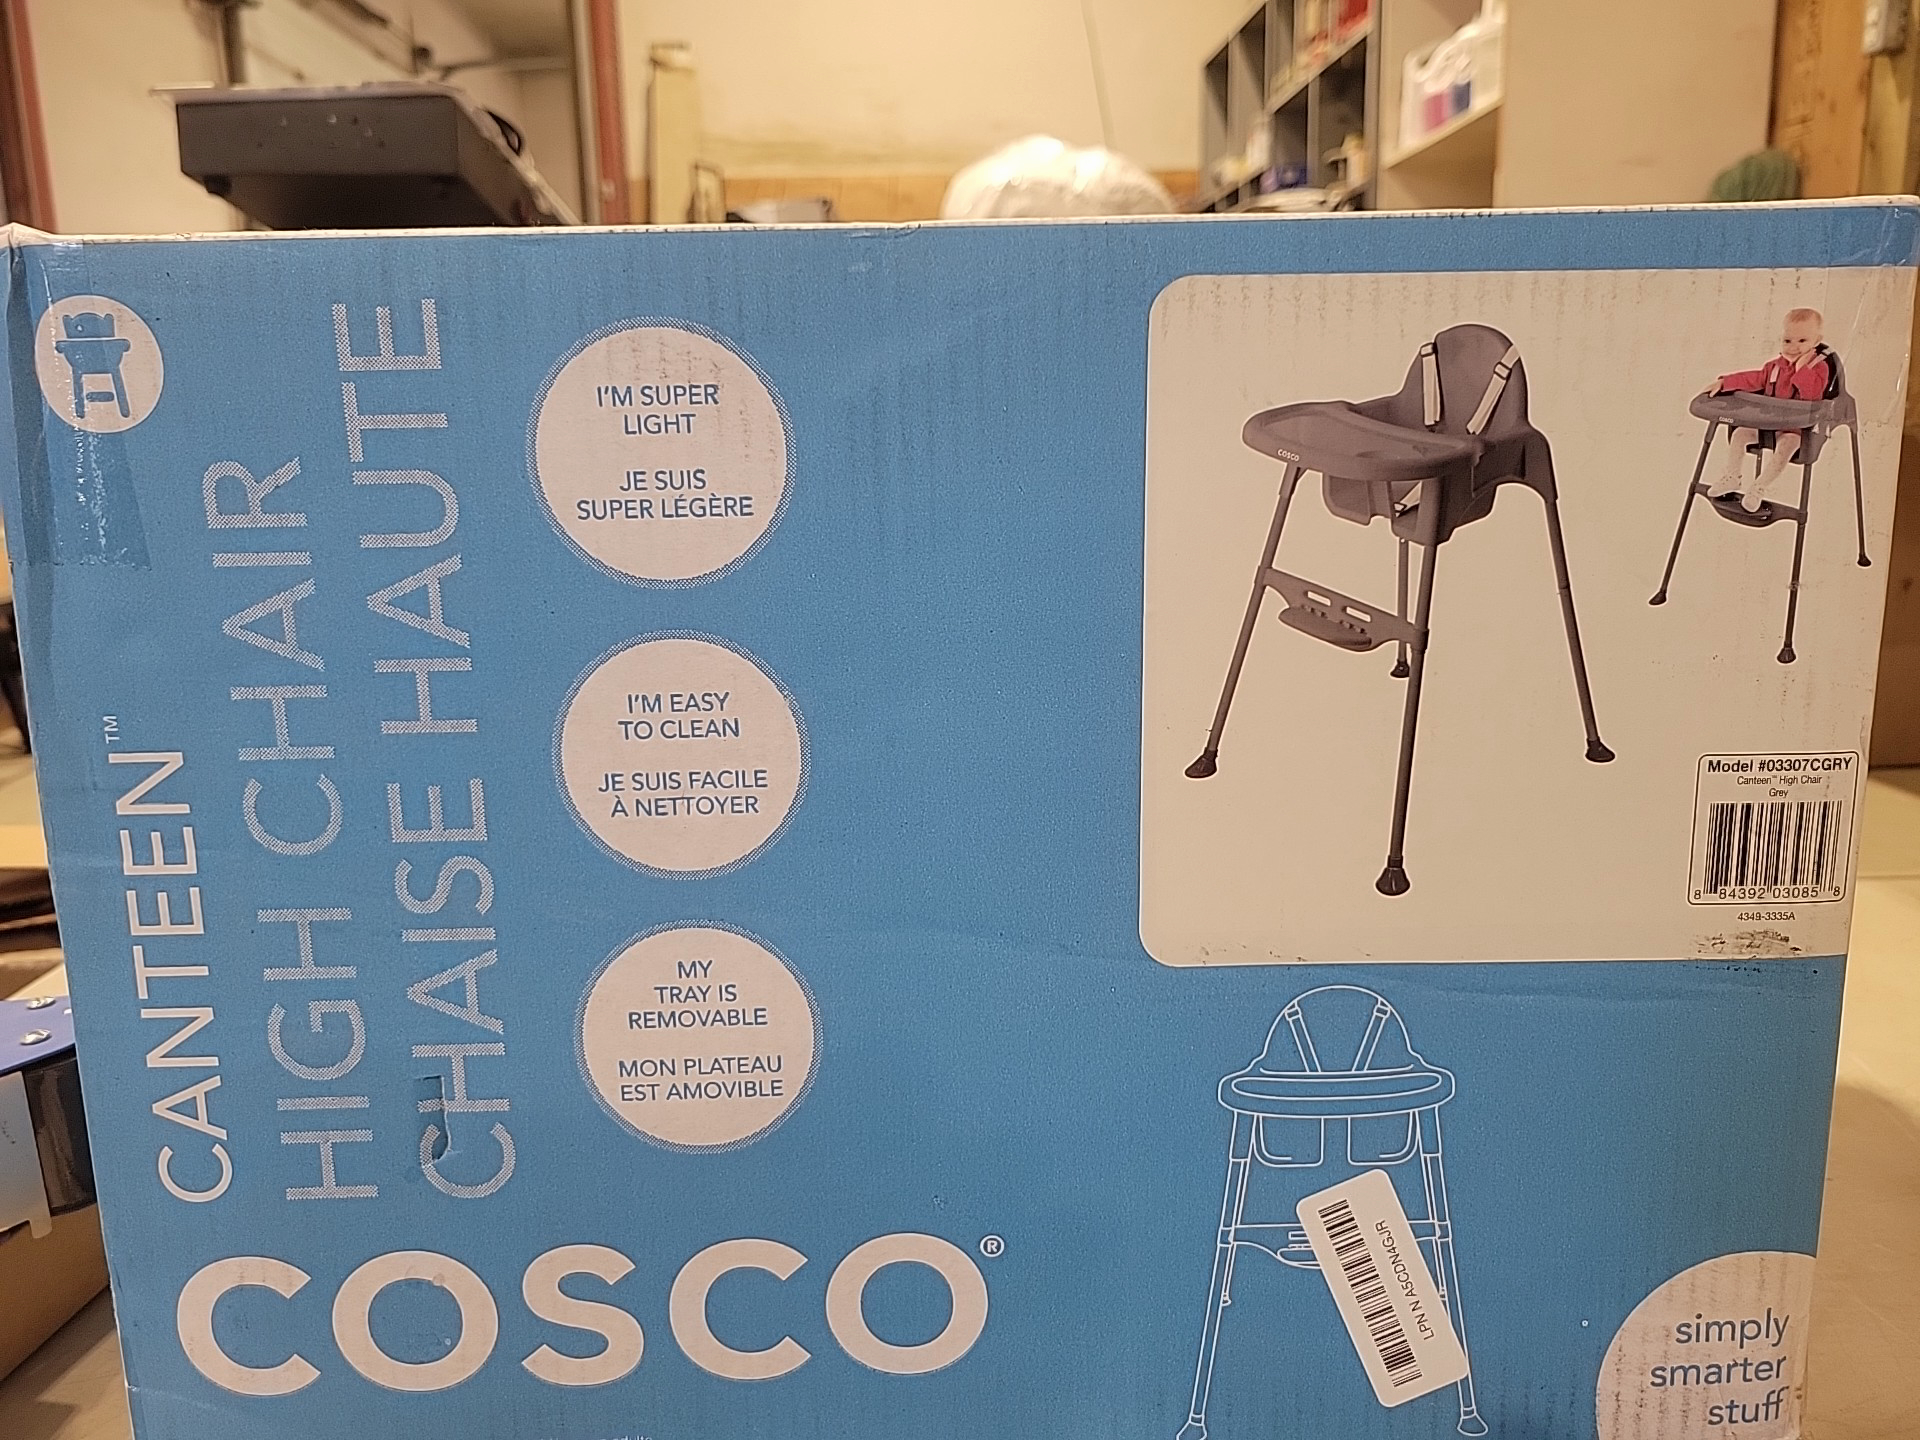 CANTEEN™
HIGH CHAIR
CHAISE HAUTE
I'M SUPER
LIGHT
JE SUIS
SUPER LÉGÈRE
I'M EASY
TO CLEAN
JE SUIS FACILE
À NETTOYER
MY
TRAY IS
REMOVABLE
MON PLATEAU
EST AMOVIBLE
COSCO®
COSCO
COSCO
Model #03307CGRY
Canteen™ High Chair
Grey
8 84392 03085 8
4349-3335A
LPN N A5CDN4GJR
simply
smarter
stuff